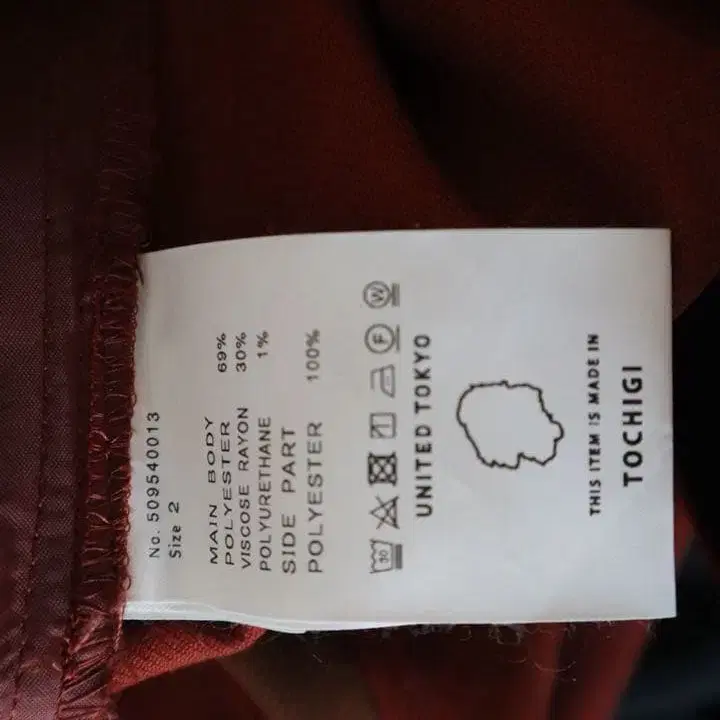 No. 509540013
Size 2
MAIN BODY
POLYESTER 69%
VISCOSE RAYON 30%
POLYURETHANE 1%
SIDE PART
POLYESTER 100%
30 F W
UNITED TOKYO
THIS ITEM IS MADE IN
TOCHIGI